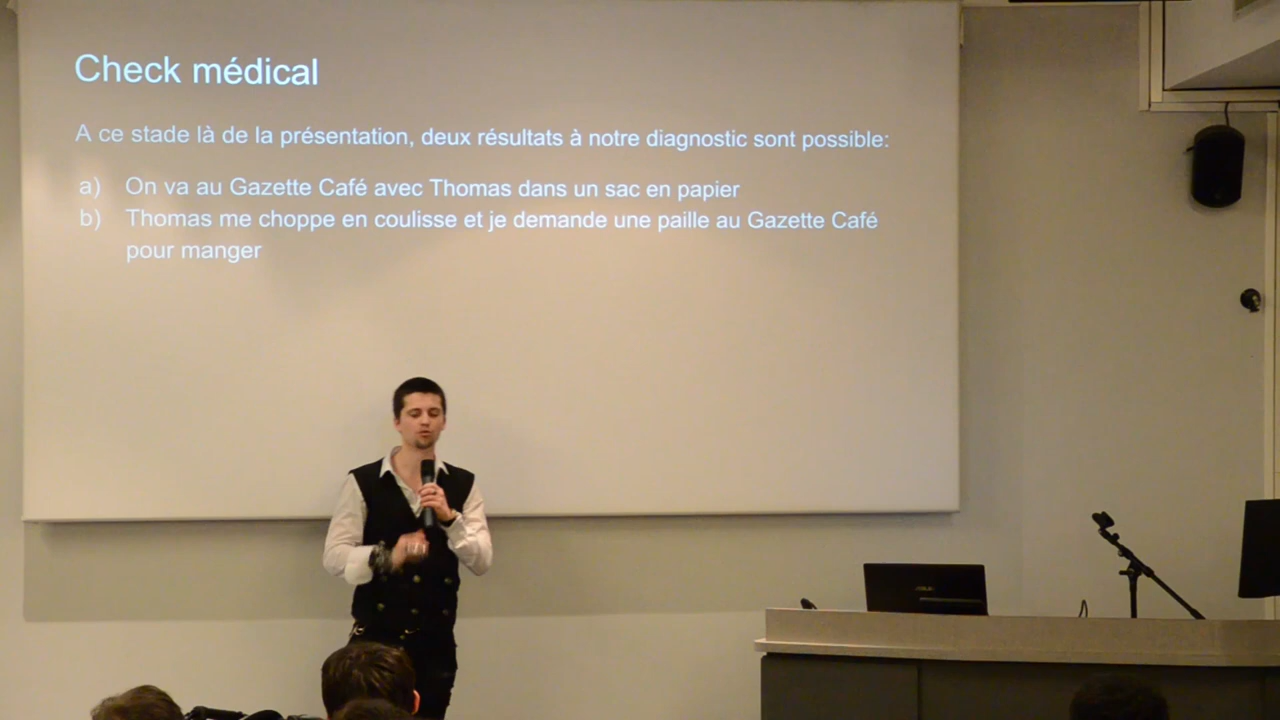 Check médical
A ce stade là de la présentation, deux résultats à notre diagnostic sont possible:
a) On va au Gazette Café avec Thomas dans un sac en papier
b) Thomas me choppe en coulisse et je demande une paille au Gazette Café
pour manger
ASUS